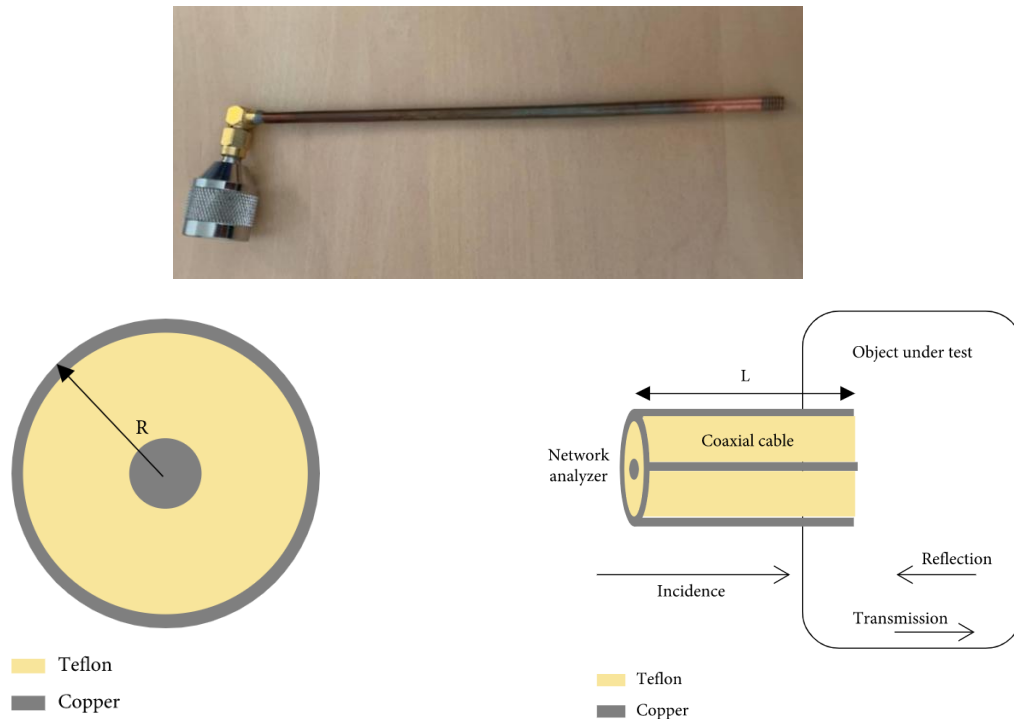 R
Teflon
Copper
Object under test
L
Coaxial cable
Network
analyzer
Reflection
Incidence
Transmission
Teflon
Copper